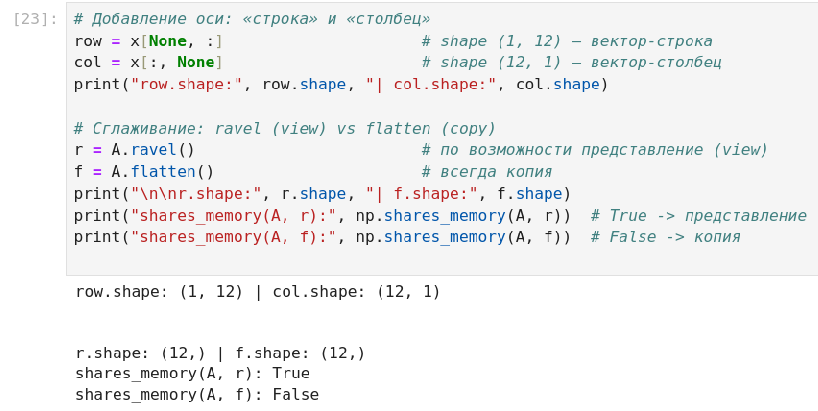 [23]: # Добавление оси: «строка» и «столбец»
row = x[None, :]                     # shape (1, 12) — вектор-строка
col = x[:, None]                     # shape (12, 1) — вектор-столбец
print("row.shape:", row.shape, "| col.shape:", col.shape)

# Сглаживание: ravel (view) vs flatten (copy)
r = A.ravel()                        # по возможности представление (view)
f = A.flatten()                      # всегда копия
print("\n\nr.shape:", r.shape, "| f.shape:", f.shape)
print("shares_memory(A, r):", np.shares_memory(A, r))  # True -> представление
print("shares_memory(A, f):", np.shares_memory(A, f))  # False -> копия

row.shape: (1, 12) | col.shape: (12, 1)


r.shape: (12,) | f.shape: (12,)
shares_memory(A, r): True
shares_memory(A, f): False